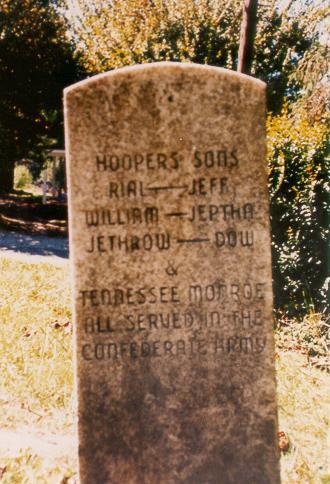 HOOPERS SONS
RIAL — JEFF
WILLIAM — JEPTHA
JETHROW — DOW
&
TENNESSEE MONROE
ALL SERVED IN THE
CONFEDERATE ARMY